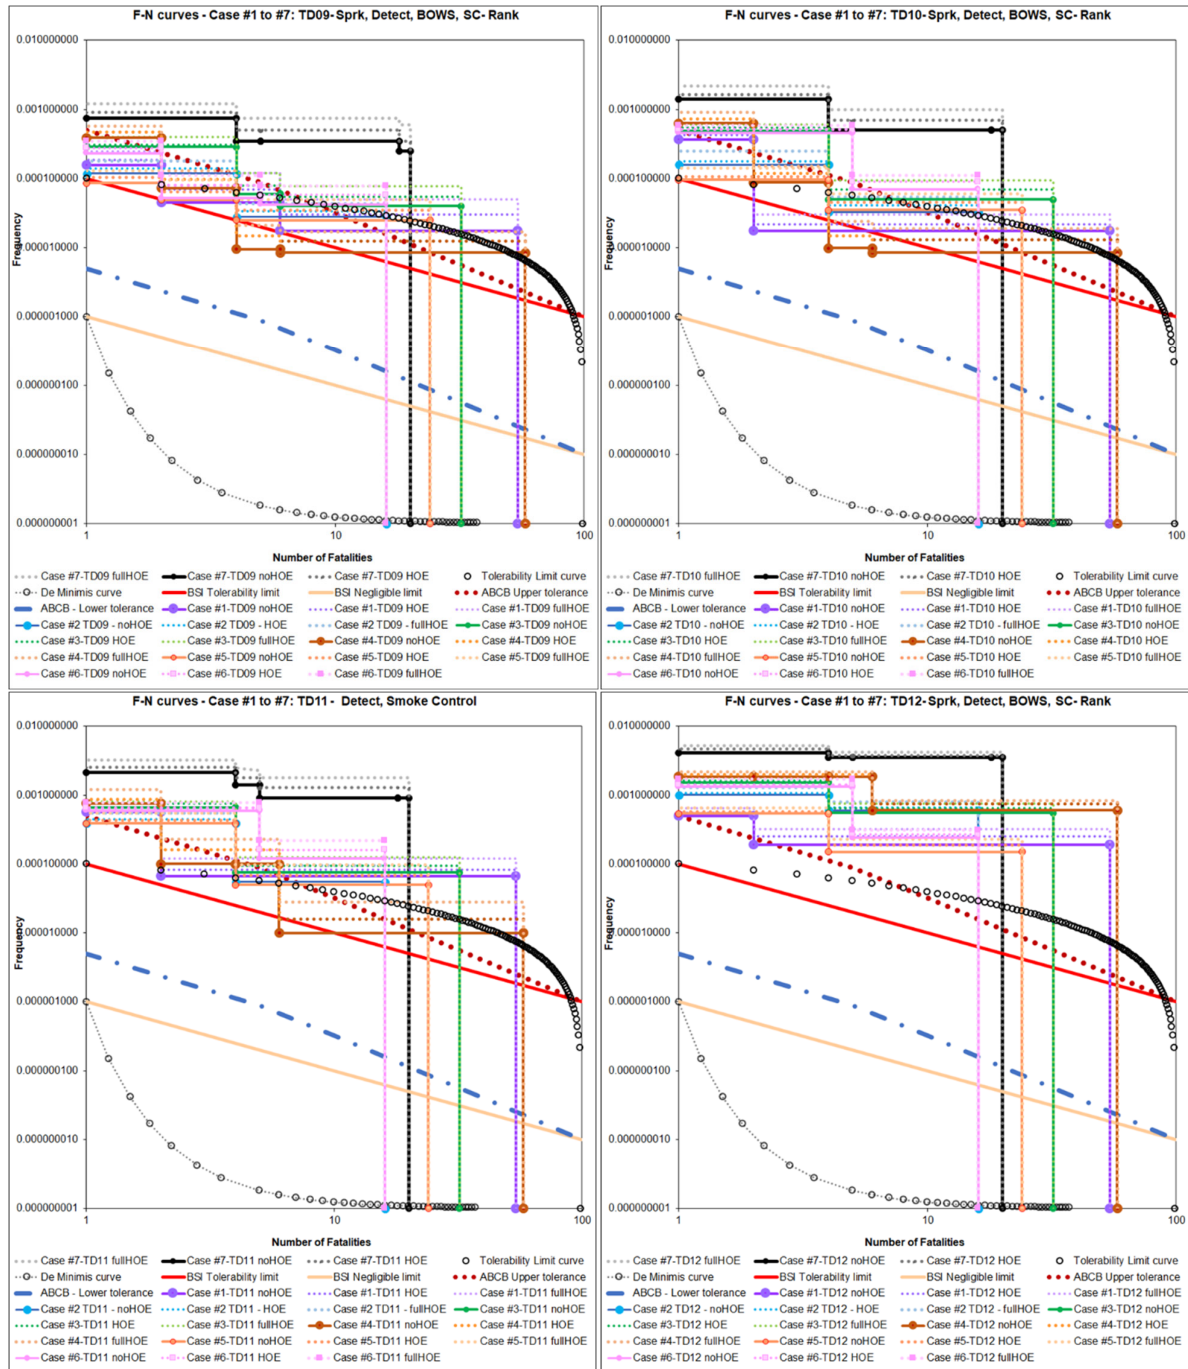 F-N curves - Case #1 to #7: TD09- Sprk, Detect, BOWS, SC- Rank
0.010000000
0.001000000
0.000100000
0.000010000
0.000001000
0.000000100
0.000000010
0.000000001
Frequency
1 10 100
Number of Fatalities
Case #7-TD09 fullHOE Case #7-TD09 noHOE Case #7-TD09 HOE Tolerability Limit curve
De Minimis curve BSI Tolerability limit BSI Negligible limit ABCB Upper tolerance
ABCB - Lower tolerance Case #1-TD09 noHOE Case #1-TD09 HOE Case #1-TD09 fullHOE
Case #2 TD09 - noHOE Case #2 TD09 - HOE Case #2 TD09 - fullHOE Case #3-TD09 noHOE
Case #3-TD09 HOE Case #3-TD09 fullHOE Case #4-TD09 noHOE Case #4-TD09 HOE
Case #4-TD09 fullHOE Case #5-TD09 noHOE Case #5-TD09 HOE Case #5-TD09 fullHOE
Case #6-TD09 noHOE Case #6-TD09 HOE Case #6-TD09 fullHOE
F-N curves - Case #1 to #7: TD10- Sprk, Detect, BOWS, SC- Rank
0.010000000
0.001000000
0.000100000
0.000010000
0.000001000
0.000000100
0.000000010
0.000000001
Frequency
1 10 100
Number of Fatalities
Case #7-TD10 fullHOE Case #7-TD10 noHOE Case #7-TD10 HOE Tolerability Limit curve
De Minimis curve BSI Tolerability limit BSI Negligible limit ABCB Upper tolerance
ABCB - Lower tolerance Case #1-TD10 noHOE Case #1-TD10 HOE Case #1-TD10 fullHOE
Case #2 TD10 - noHOE Case #2 TD10 - HOE Case #2 TD10 - fullHOE Case #3-TD10 noHOE
Case #3-TD10 HOE Case #3-TD10 fullHOE Case #4-TD10 noHOE Case #4-TD10 HOE
Case #4-TD10 fullHOE Case #5-TD10 noHOE Case #5-TD10 HOE Case #5-TD10 fullHOE
Case #6-TD10 noHOE Case #6-TD10 HOE Case #6-TD10 fullHOE
F-N curves - Case #1 to #7: TD11 - Detect, Smoke Control
0.010000000
0.001000000
0.000100000
0.000010000
0.000001000
0.000000100
0.000000010
0.000000001
Frequency
1 10 100
Number of Fatalities
Case #7-TD11 fullHOE Case #7-TD11 noHOE Case #7-TD11 HOE Tolerability Limit curve
De Minimis curve BSI Tolerability limit BSI Negligible limit ABCB Upper tolerance
ABCB - Lower tolerance Case #1-TD11 noHOE Case #1-TD11 HOE Case #1-TD11 fullHOE
Case #2 TD11 - noHOE Case #2 TD11 - HOE Case #2 TD11 - fullHOE Case #3-TD11 noHOE
Case #3-TD11 HOE Case #3-TD11 fullHOE Case #4-TD11 noHOE Case #4-TD11 HOE
Case #4-TD11 fullHOE Case #5-TD11 noHOE Case #5-TD11 HOE Case #5-TD11 fullHOE
Case #6-TD11 noHOE Case #6-TD11 HOE Case #6-TD11 fullHOE
F-N curves - Case #1 to #7: TD12- Sprk, Detect, BOWS, SC- Rank
0.010000000
0.001000000
0.000100000
0.000010000
0.000001000
0.000000100
0.000000010
0.000000001
Frequency
1 10 100
Number of Fatalities
Case #7-TD12 fullHOE Case #7-TD12 noHOE Case #7-TD12 HOE Tolerability Limit curve
De Minimis curve BSI Tolerability limit BSI Negligible limit ABCB Upper tolerance
ABCB - Lower tolerance Case #1-TD12 noHOE Case #1-TD12 HOE Case #1-TD12 fullHOE
Case #2 TD12 - noHOE Case #2 TD12 - HOE Case #2 TD12 - fullHOE Case #3-TD12 noHOE
Case #3-TD12 HOE Case #3-TD12 fullHOE Case #4-TD12 noHOE Case #4-TD12 HOE
Case #4-TD12 fullHOE Case #5-TD12 noHOE Case #5-TD12 HOE Case #5-TD12 fullHOE
Case #6-TD12 noHOE Case #6-TD12 HOE Case #6-TD12 fullHOE